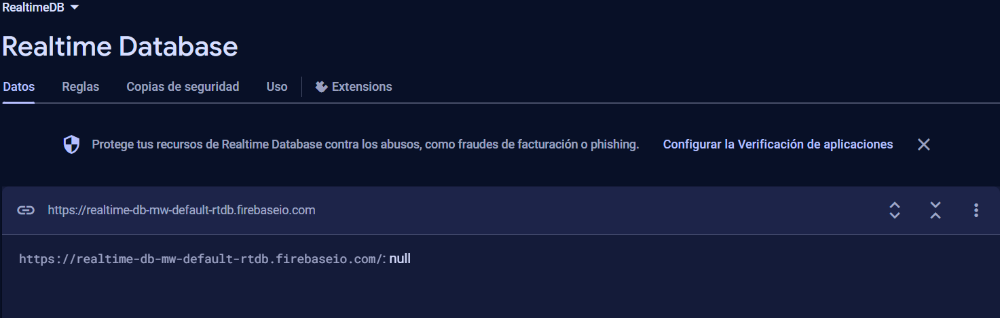 RealtimeDB
Realtime Database
Datos Reglas Copias de seguridad Uso Extensions
Protege tus recursos de Realtime Database contra los abusos, como fraudes de facturación o phishing. Configurar la Verificación de aplicaciones
https://realtime-db-mw-default-rtdb.firebaseio.com
https://realtime-db-mw-default-rtdb.firebaseio.com/: null